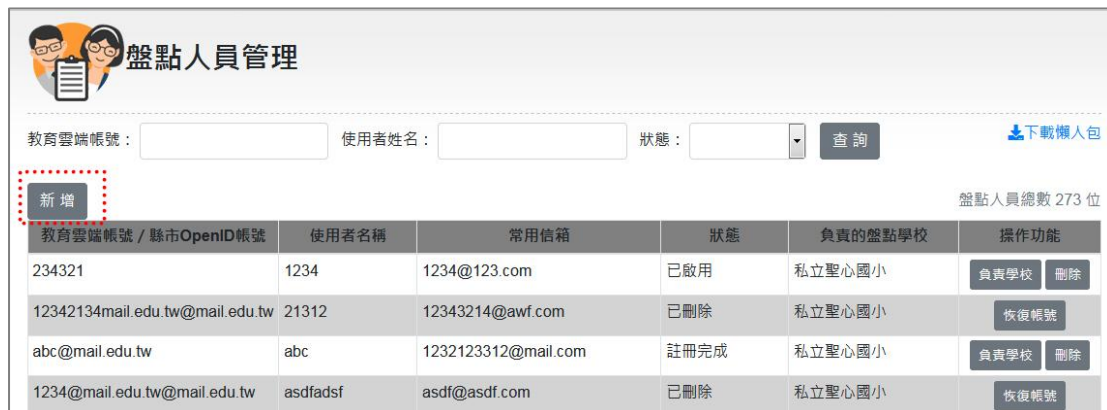 盤點人員管理
教育雲端帳號： 使用者姓名： 狀態： 查詢 下載懶人包
新增 盤點人員總數 273 位
教育雲端帳號 / 縣市OpenID帳號 使用者名稱 常用信箱 狀態 負責的盤點學校 操作功能
234321 1234 1234@123.com 已啟用 私立聖心國小 負責學校 刪除
12342134mail.edu.tw@mail.edu.tw 21312 12343214@awf.com 已刪除 私立聖心國小 恢復帳號
abc@mail.edu.tw abc 1232123312@mail.com 註冊完成 私立聖心國小 負責學校 刪除
1234@mail.edu.tw@mail.edu.tw asdfadsf asdf@asdf.com 已刪除 私立聖心國小 恢復帳號